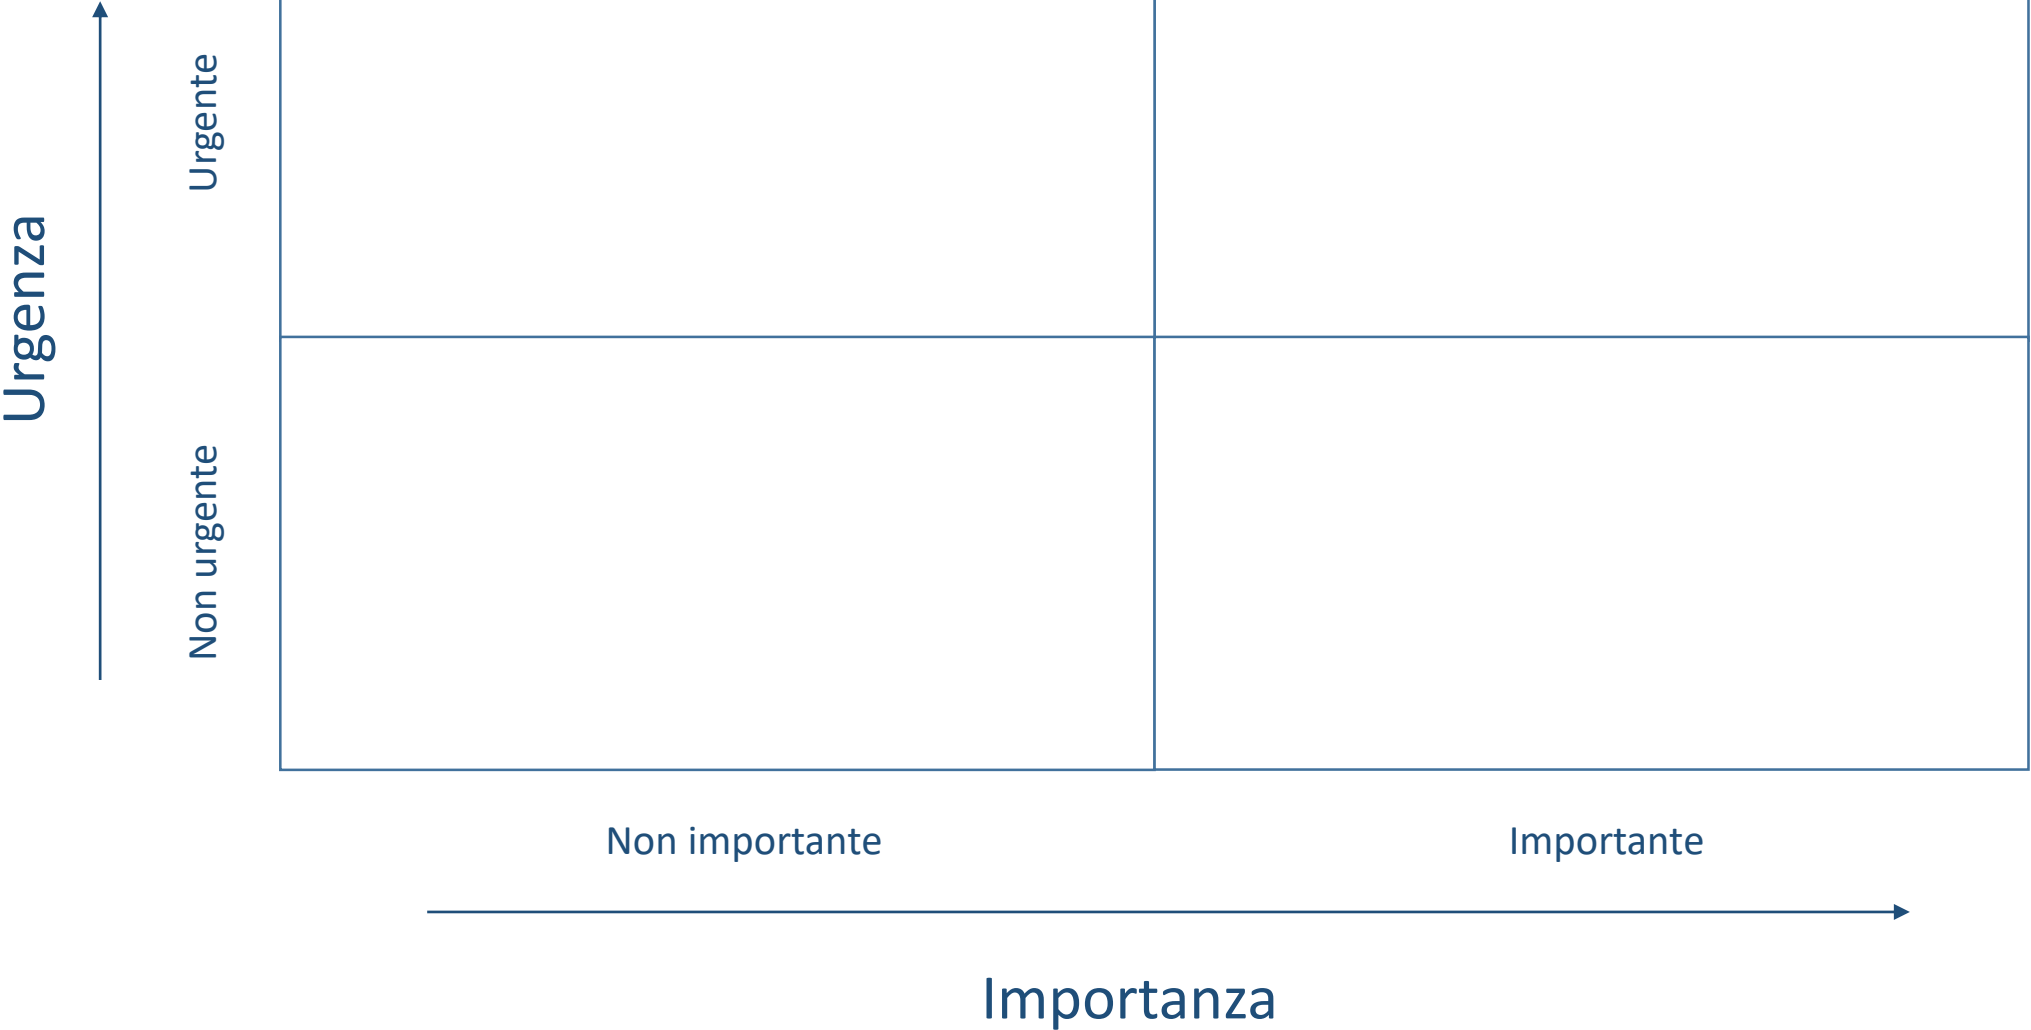 Urgenza
Urgente
Non urgente
Non importante
Importante
Importanza